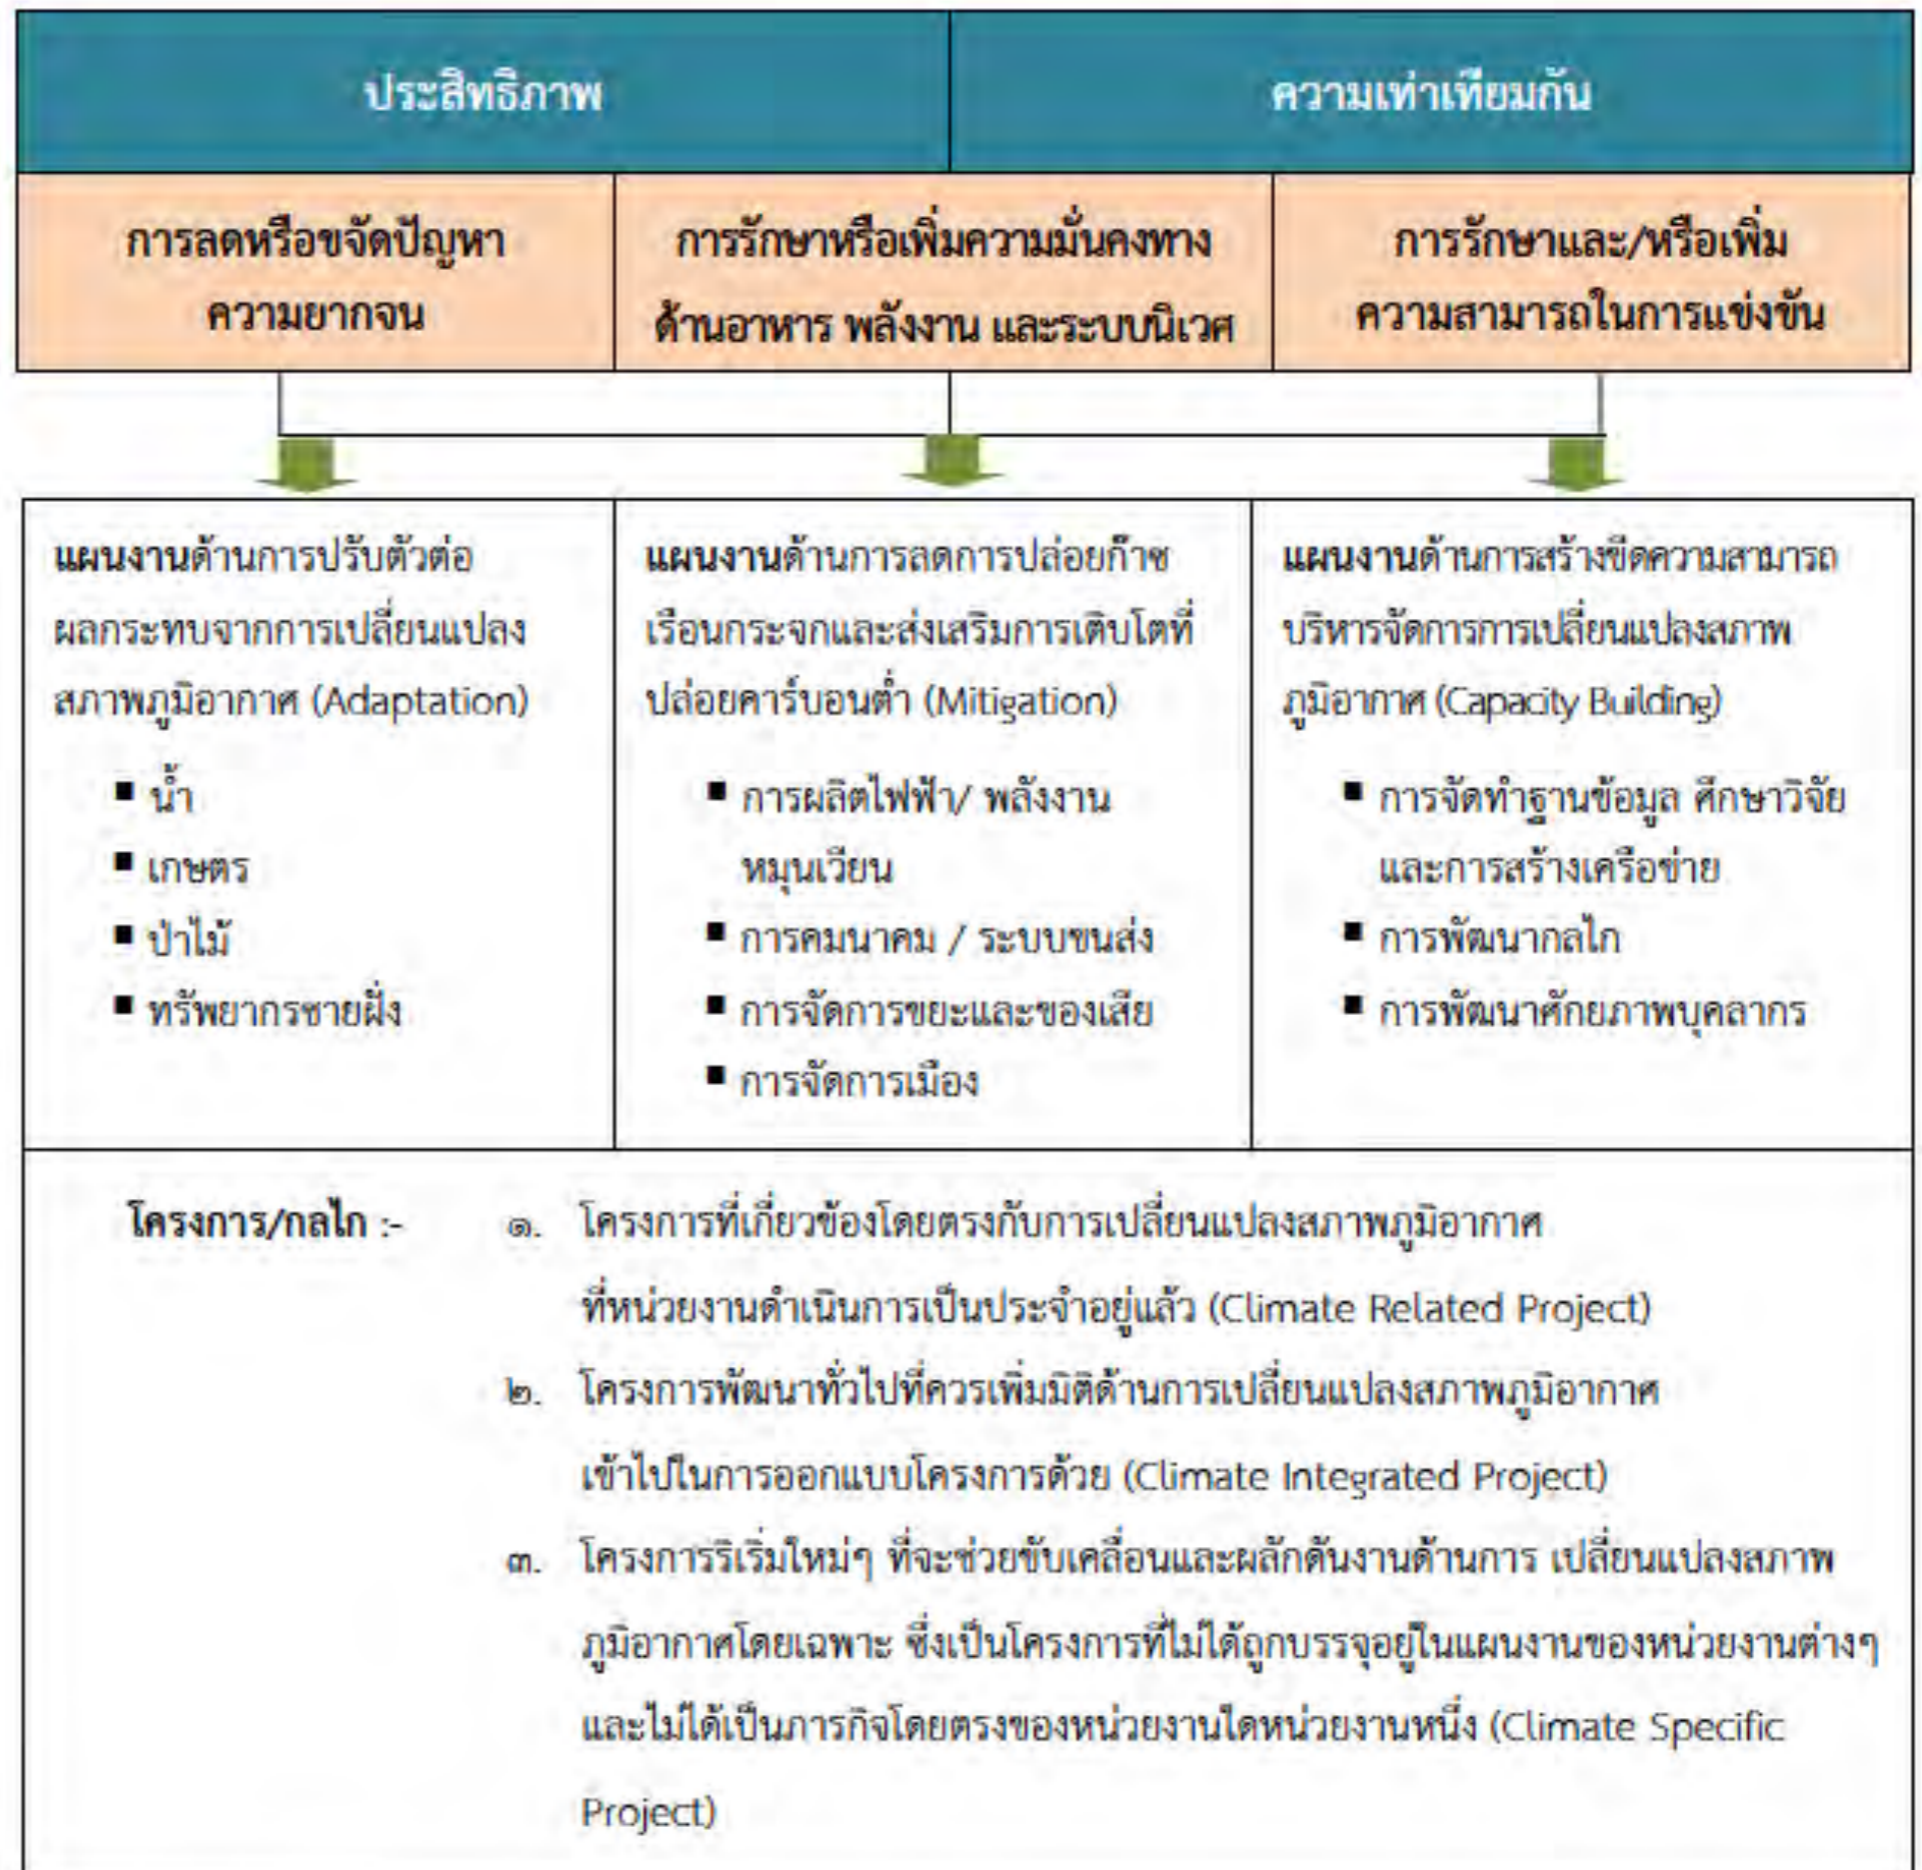 ประสิทธิภาพ
ความเท่าเทียมกัน
การลดหรือขจัดปัญหา
ความยากจน
การรักษาหรือเพิ่มความมั่นคงทาง
ด้านอาหาร พลังงาน และระบบนิเวศ
การรักษาและ/หรือเพิ่ม
ความสามารถในการแข่งขัน
แผนงานด้านการปรับตัวต่อ
ผลกระทบจากการเปลี่ยนแปลง
สภาพภูมิอากาศ (Adaptation)
▪ น้ำ
▪ เกษตร
▪ ป่าไม้
▪ ทรัพยากรชายฝั่ง
แผนงานด้านการลดการปล่อยก๊าซ
เรือนกระจกและส่งเสริมการเติบโตที่
ปล่อยคาร์บอนต่ำ (Mitigation)
▪ การผลิตไฟฟ้า/ พลังงาน
หมุนเวียน
▪ การคมนาคม / ระบบขนส่ง
▪ การจัดการขยะและของเสีย
▪ การจัดการเมือง
แผนงานด้านการสร้างขีดความสามารถ
บริหารจัดการการเปลี่ยนแปลงสภาพ
ภูมิอากาศ (Capacity Building)
▪ การจัดทำฐานข้อมูล ศึกษาวิจัย
และการสร้างเครือข่าย
▪ การพัฒนากลไก
▪ การพัฒนาศักยภาพบุคลากร
โครงการ/กลไก :- ๑. โครงการที่เกี่ยวข้องโดยตรงกับการเปลี่ยนแปลงสภาพภูมิอากาศ
ที่หน่วยงานดำเนินการเป็นประจำอยู่แล้ว (Climate Related Project)
๒. โครงการพัฒนาทั่วไปที่ควรเพิ่มมิติด้านการเปลี่ยนแปลงสภาพภูมิอากาศ
เข้าไปในการออกแบบโครงการด้วย (Climate Integrated Project)
๓. โครงการริเริ่มใหม่ๆ ที่จะช่วยขับเคลื่อนและผลักดันงานด้านการ เปลี่ยนแปลงสภาพ
ภูมิอากาศโดยเฉพาะ ซึ่งเป็นโครงการที่ไม่ได้ถูกบรรจุอยู่ในแผนงานของหน่วยงานต่างๆ
และไม่ได้เป็นภารกิจโดยตรงของหน่วยงานใดหน่วยงานหนึ่ง (Climate Specific
Project)